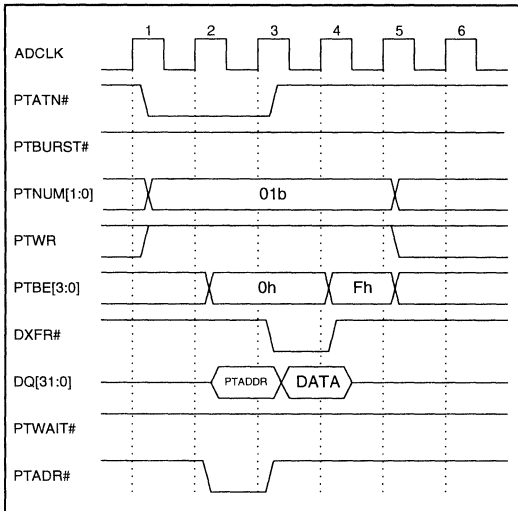 1 2 3 4 5 6
ADCLK
PTATN#
PTBURST#
PTNUM[1:0] 01b
PTWR
PTBE[3:0] 0h Fh
DXFR#
DQ[31:0] PTADDR DATA
PTWAIT#
PTADR#